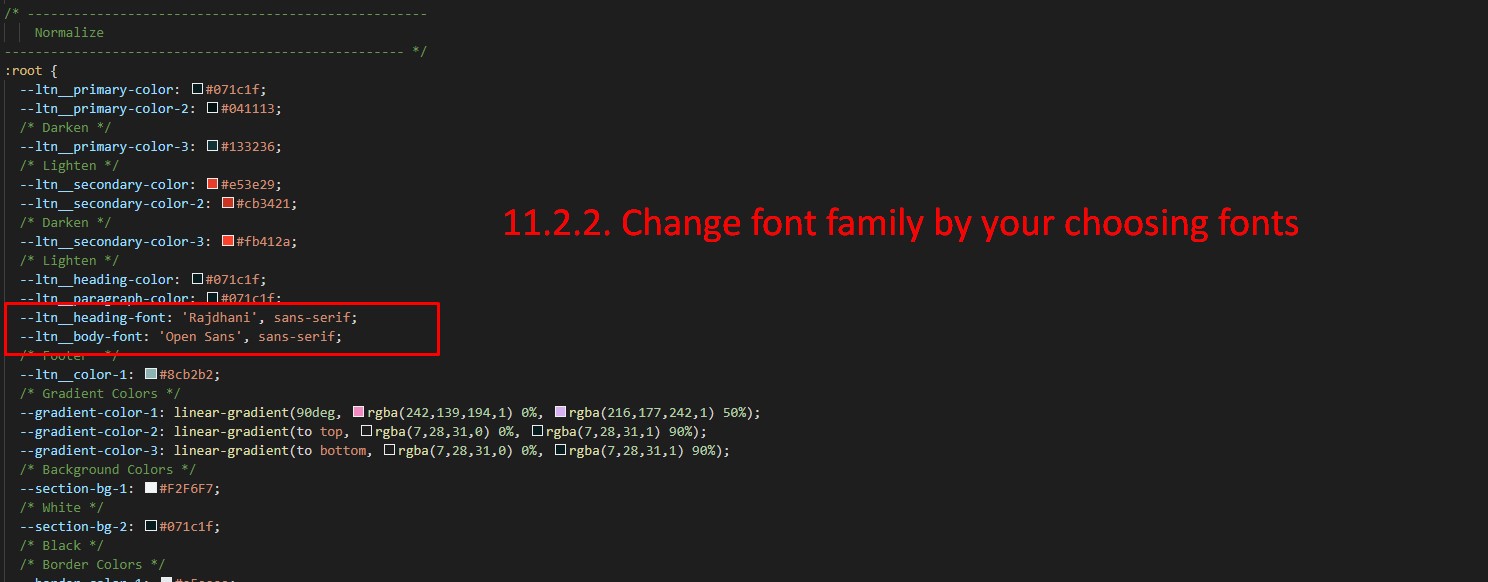 /* ----------------------------------------------------
Normalize
---------------------------------------------------- */
:root {
--ltn__primary-color: #071c1f;
--ltn__primary-color-2: #041113;
/* Darken */
--ltn__primary-color-3: #133236;
/* Lighten */
--ltn__secondary-color: #e53e29;
--ltn__secondary-color-2: #cb3421;
/* Darken */
--ltn__secondary-color-3: #fb412a;
/* Lighten */
--ltn__heading-color: #071c1f;
--ltn__paragraph-color: #071c1f;
--ltn__heading-font: 'Rajdhani', sans-serif;
--ltn__body-font: 'Open Sans', sans-serif;
/* Footer */
--ltn__color-1: #8cb2b2;
/* Gradient Colors */
--gradient-color-1: linear-gradient(90deg, rgba(242,139,194,1) 0%, rgba(216,177,242,1) 50%);
--gradient-color-2: linear-gradient(to top, rgba(7,28,31,0) 0%, rgba(7,28,31,1) 90%);
--gradient-color-3: linear-gradient(to bottom, rgba(7,28,31,0) 0%, rgba(7,28,31,1) 90%);
/* Background Colors */
--section-bg-1: #F2F6F7;
/* White */
--section-bg-2: #071c1f;
/* Black */
/* Border Colors */
--border-color-1:
11.2.2. Change font family by your choosing fonts